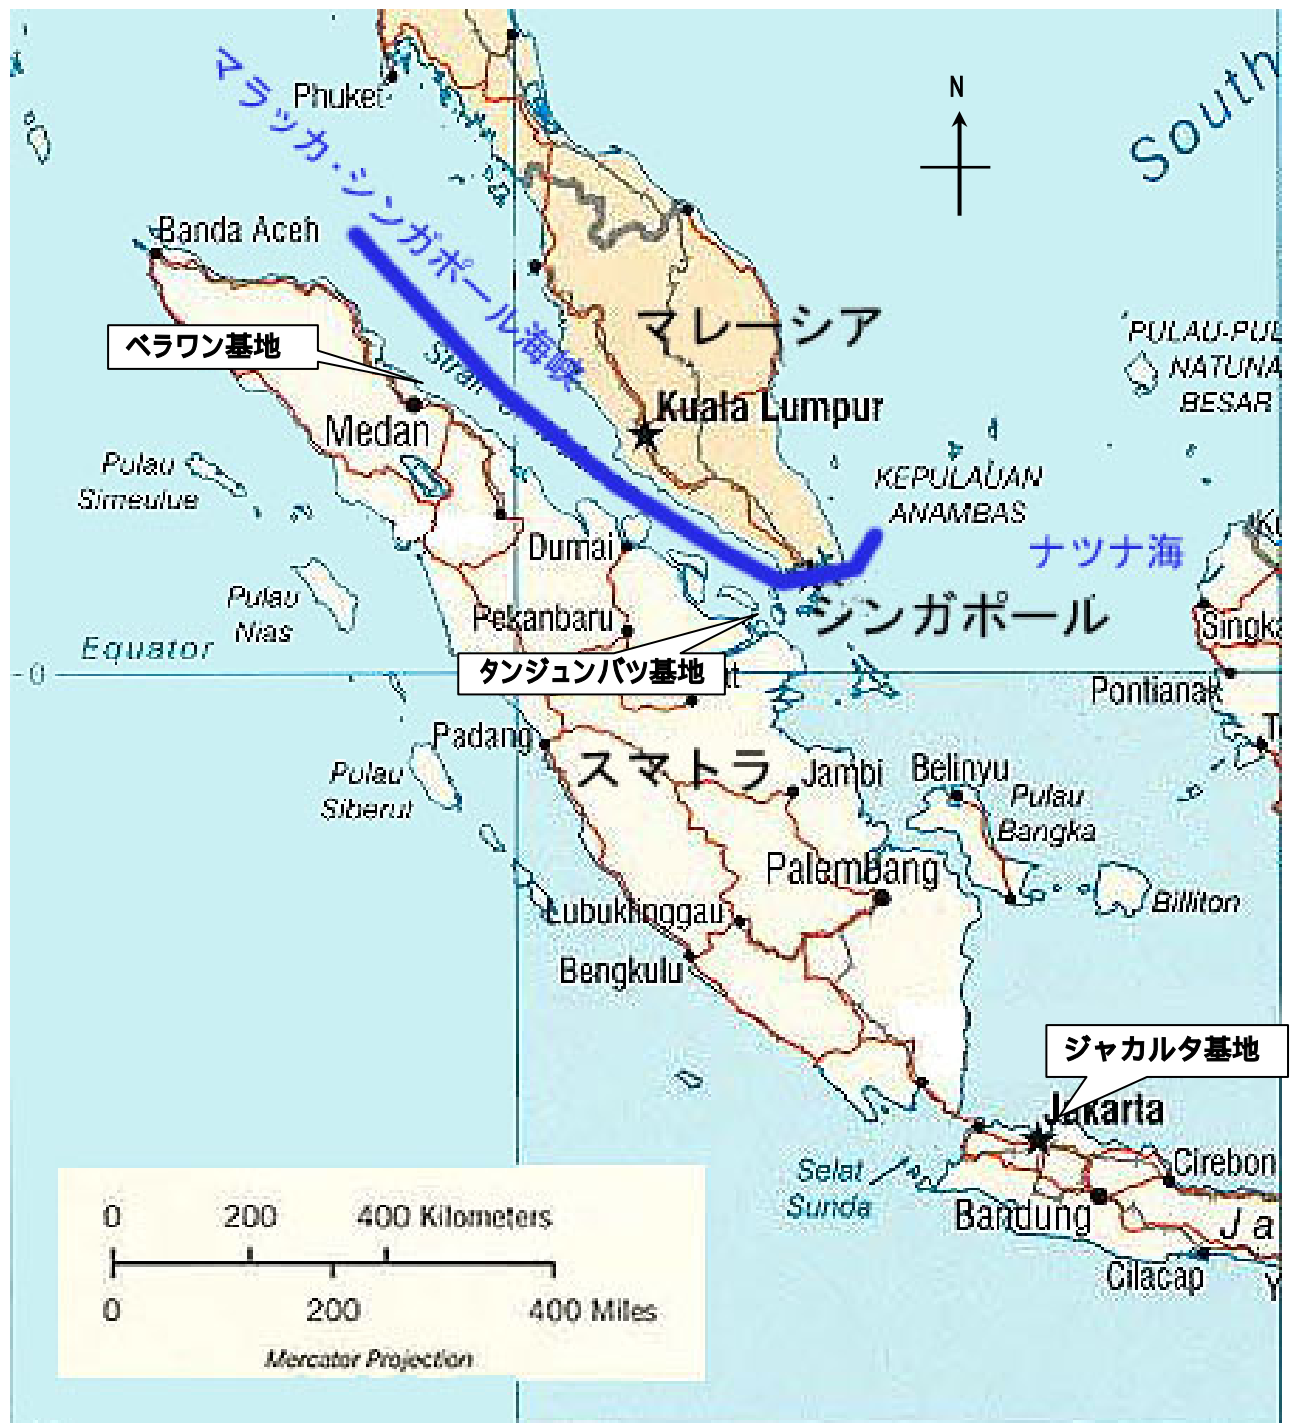 South
N
Phuket
マラッカ・シンガポール海峡
Banda Aceh
ベラワン基地
Strait
マレーシア
PULAU-PUL
NATUNA
BESAR
Kuala Lumpur
Medan
Pulau
Simeulue
KEPULAUAN
ANAMBAS
Dumai
ナツナ海
Pulau
Nias
Pekanbaru
シンガポール
Singka
Equator
0
タンジュンバツ基地
Pontianak
Padang
スマトラ
Jambi
Belinyu
Pulau
Bangka
Pulau
Siberut
Palembang
Billiton
Lubuklinggau
Bengkulu
ジャカルタ基地
Jakarta
Selat
Sunda
Cirebon
Bandung
Ja
Cilacap
Y
0 200 400 Kilometers
0 200 400 Miles
Mercator Projection